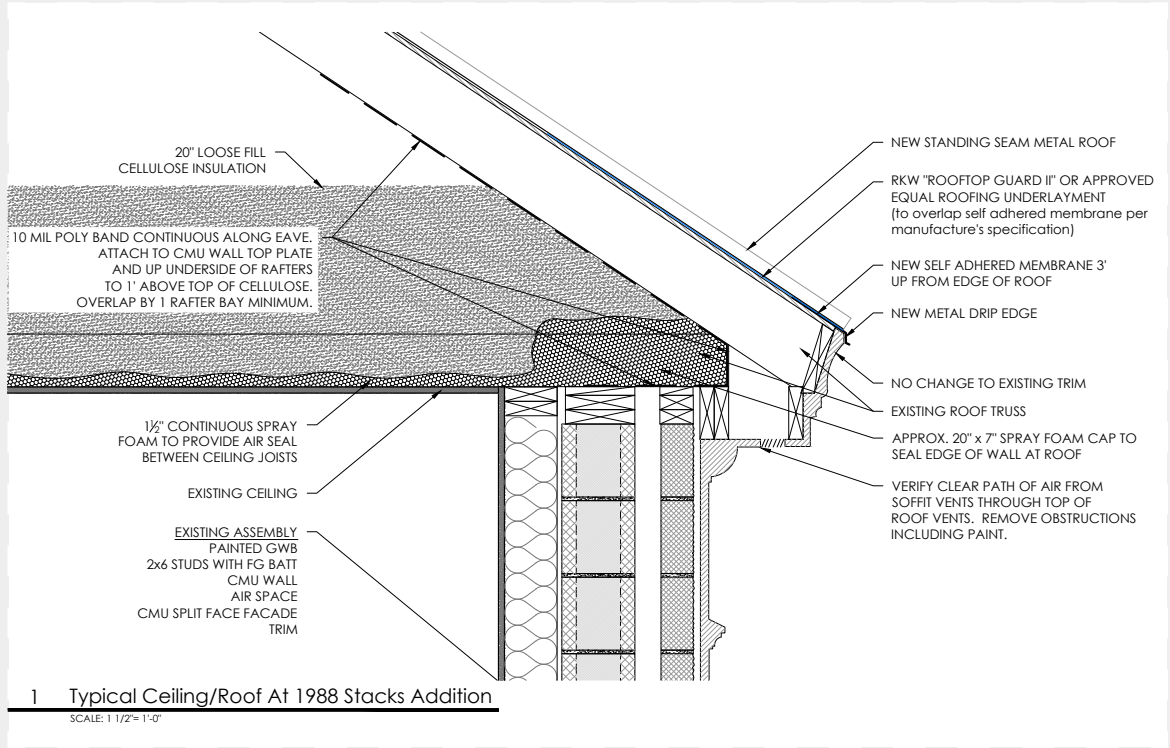 20" LOOSE FILL
CELLULOSE INSULATION
10 MIL POLY BAND CONTINUOUS ALONG EAVE.
ATTACH TO CMU WALL TOP PLATE
AND UP UNDERSIDE OF RAFTERS
TO 1' ABOVE TOP OF CELLULOSE.
OVERLAP BY 1 RAFTER BAY MINIMUM.
1½" CONTINUOUS SPRAY
FOAM TO PROVIDE AIR SEAL
BETWEEN CEILING JOISTS
EXISTING CEILING
EXISTING ASSEMBLY
PAINTED GWB
2x6 STUDS WITH FG BATT
CMU WALL
AIR SPACE
CMU SPLIT FACE FACADE
TRIM
NEW STANDING SEAM METAL ROOF
RKW "ROOFTOP GUARD II" OR APPROVED
EQUAL ROOFING UNDERLAYMENT
(to overlap self adhered membrane per
manufacture's specification)
NEW SELF ADHERED MEMBRANE 3'
UP FROM EDGE OF ROOF
NEW METAL DRIP EDGE
NO CHANGE TO EXISTING TRIM
EXISTING ROOF TRUSS
APPROX. 20" x 7" SPRAY FOAM CAP TO
SEAL EDGE OF WALL AT ROOF
VERIFY CLEAR PATH OF AIR FROM
SOFFIT VENTS THROUGH TOP OF
ROOF VENTS. REMOVE OBSTRUCTIONS
INCLUDING PAINT.
1 Typical Ceiling/Roof At 1988 Stacks Addition
SCALE: 1 1/2"= 1'-0"